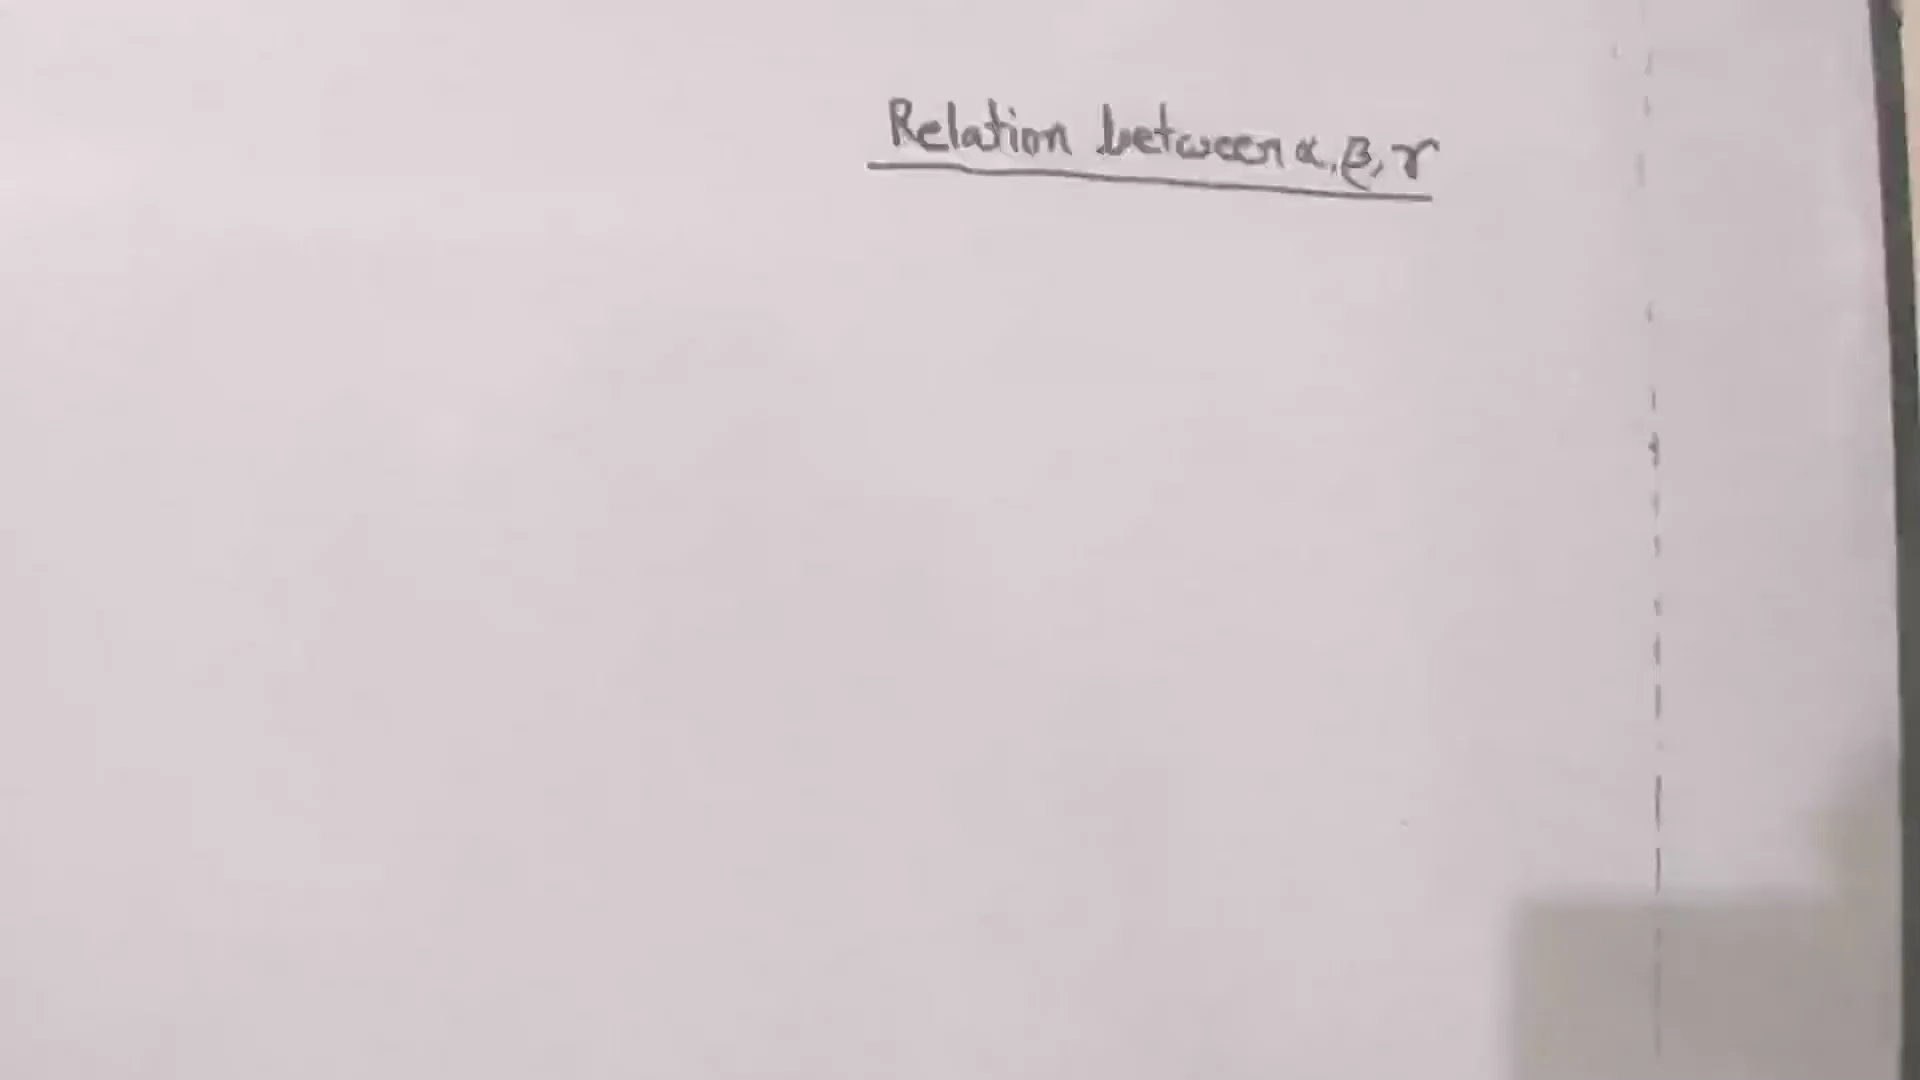 Relation between α, β, γ